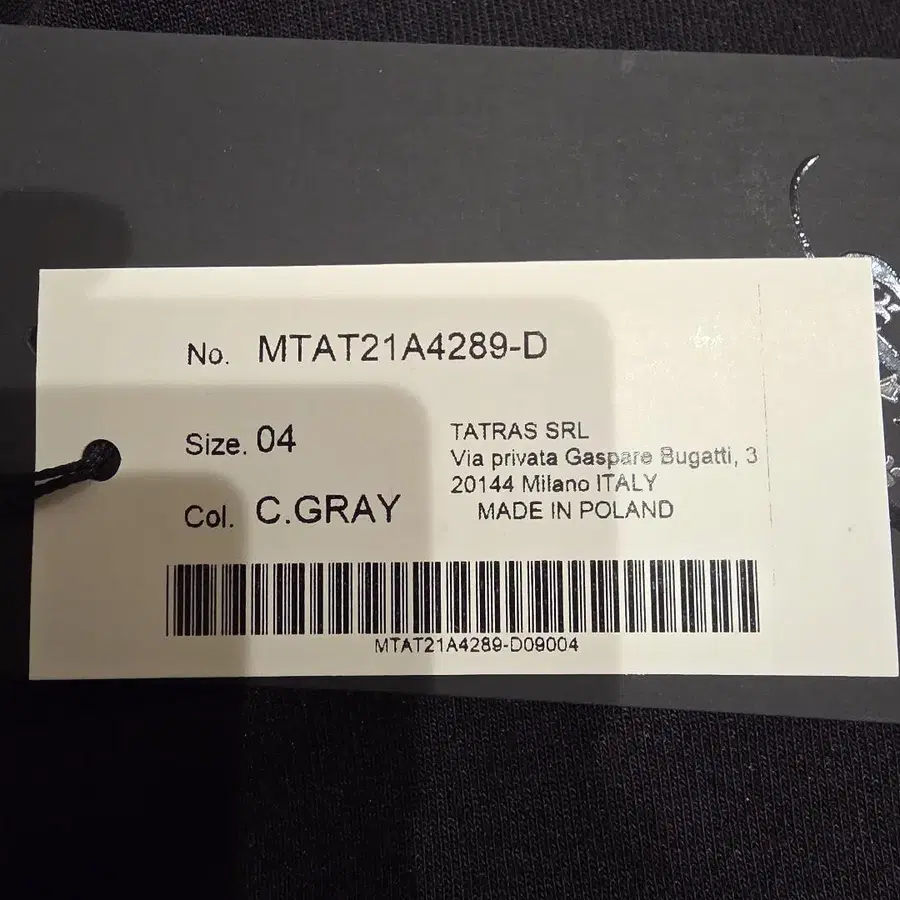 No. MTAT21A4289-D
Size. 04
Col. C.GRAY
TATRAS SRL
Via privata Gaspare Bugatti, 3
20144 Milano ITALY
MADE IN POLAND
MTAT21A4289-D09004